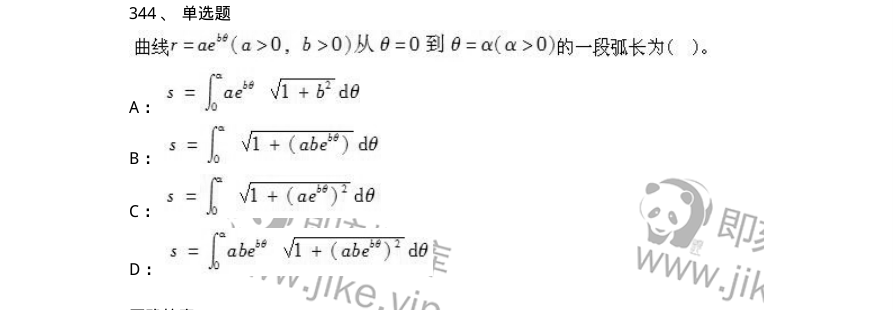 344、 单选题
曲线r=ae^{bθ}(a>0, b>0)从θ=0到θ=α(α>0)的一段弧长为( )。
A: s = ∫_0^α ae^{bθ} √(1 + b^2) dθ
B: s = ∫_0^α √(1 + (abe^{bθ})) dθ
C: s = ∫_0^α √(1 + (ae^{bθ})^2) dθ
D: s = ∫_0^α abe^{bθ} √(1 + (abe^{bθ})^2) dθ
即刻
www.jik
www.jike.vip